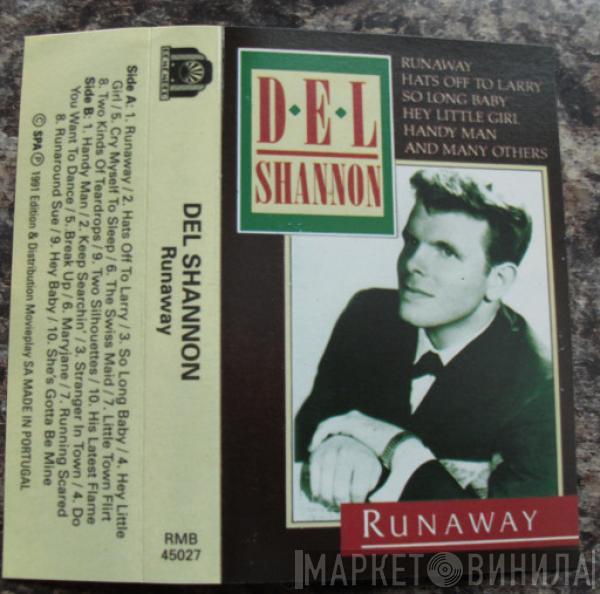 D·E·L
SHANNON
RUNAWAY
HATS OFF TO LARRY
SO LONG BABY
HEY LITTLE GIRL
HANDY MAN
AND MANY OTHERS
RUNAWAY
DEL SHANNON
Runaway
RMB
45027
Side A: 1. Runaway / 2. Hats Off To Larry / 3. So Long Baby / 4. Hey Little
Girl / 5. Cry Myself To Sleep / 6. The Swiss Maid / 7. Little Town Flirt
8. Two Kinds Of Teardrops / 9. Two Silhouettes / 10. His Latest Flame
Side B: 1. Handy Man / 2. Keep Searchin' / 3. Stranger In Town / 4. Do
You Want To Dance / 5. Break Up / 6. Maryjane / 7. Running Scared
8. Runaround Sue / 9. Hey Baby / 10. She's Gotta Be Mine
© SPA ℗ 1991 Edition & Distribution Movieplay SA MADE IN PORTUGAL
МАРКЕТ ВИНИЛА